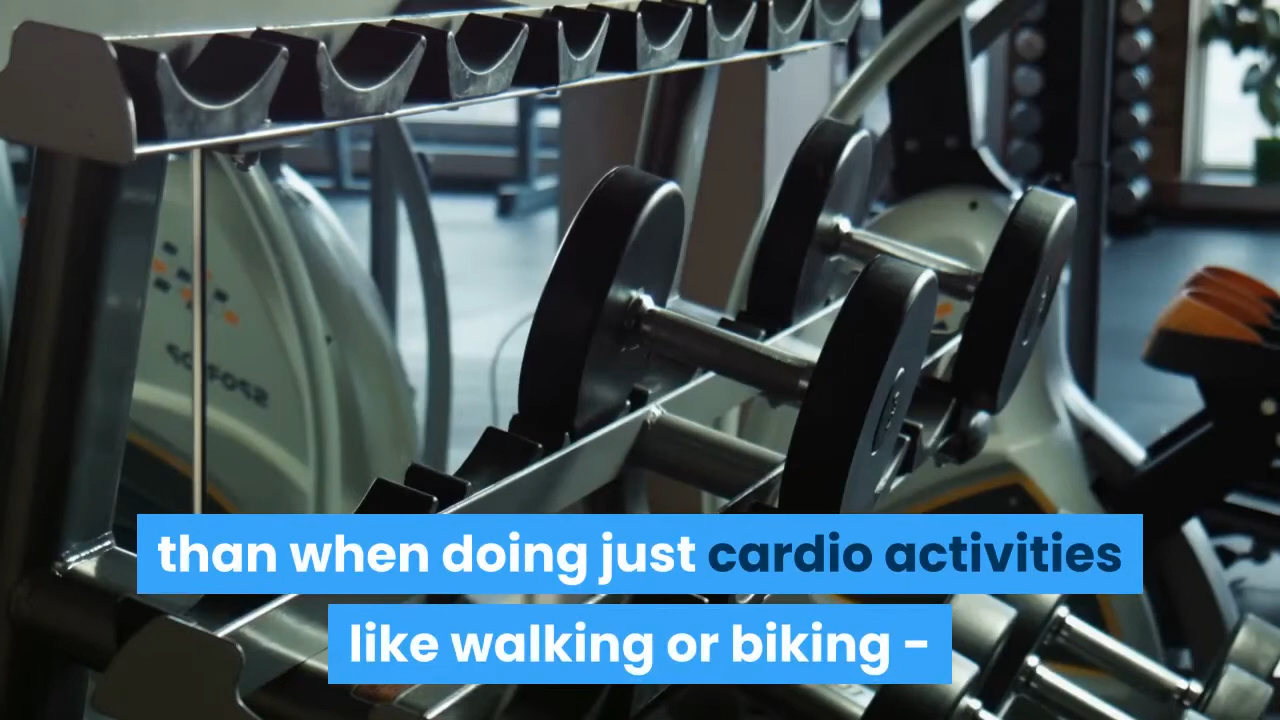 than when doing just cardio activities
like walking or biking -